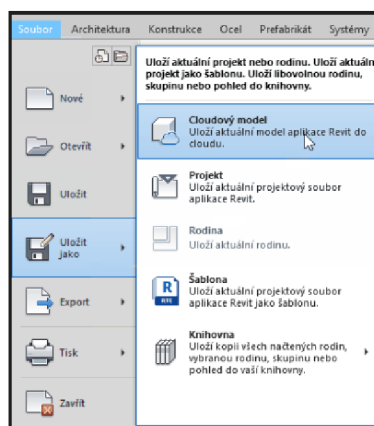 Soubor Architektura Konstrukce Ocel Prefabrikát Systémy
Nové
Otevřít
Uložit
Uložit
jako
Export
Tisk
Zavřít
Uloží aktuální projekt nebo rodinu. Uloží aktuáln
projekt jako šablonu. Uloží libovolnou rodinu,
skupinu nebo pohled do knihovny.
Cloudový model
Uloží aktuální model aplikace Revit do
cloudu.
Projekt
Uloží aktuální projektový soubor
aplikace Revit.
Rodina
Uloží aktuální rodinu.
R
RTE
Šablona
Uloží aktuální projektový soubor
aplikace Revit jako šablonu.
Knihovna
Uloží kopii všech načtených rodin,
vybranou rodinu, skupinu nebo
pohled do vaší knihovny.